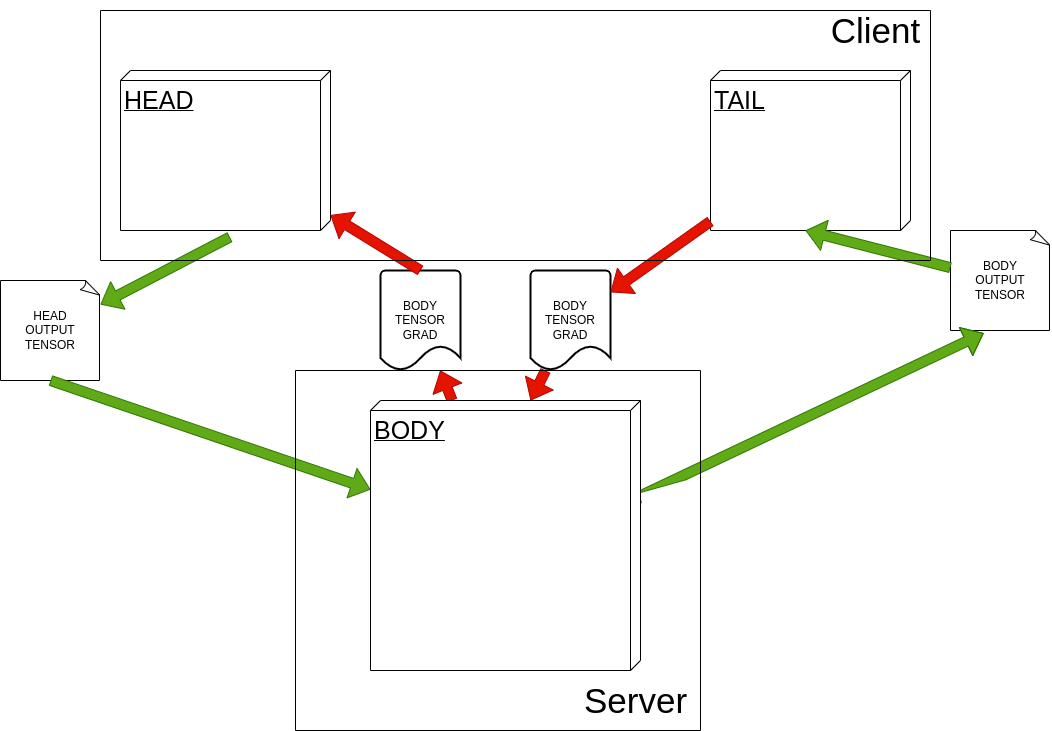 Client
HEAD
TAIL
HEAD
OUTPUT
TENSOR
BODY
TENSOR
GRAD
BODY
TENSOR
GRAD
BODY
OUTPUT
TENSOR
BODY
Server